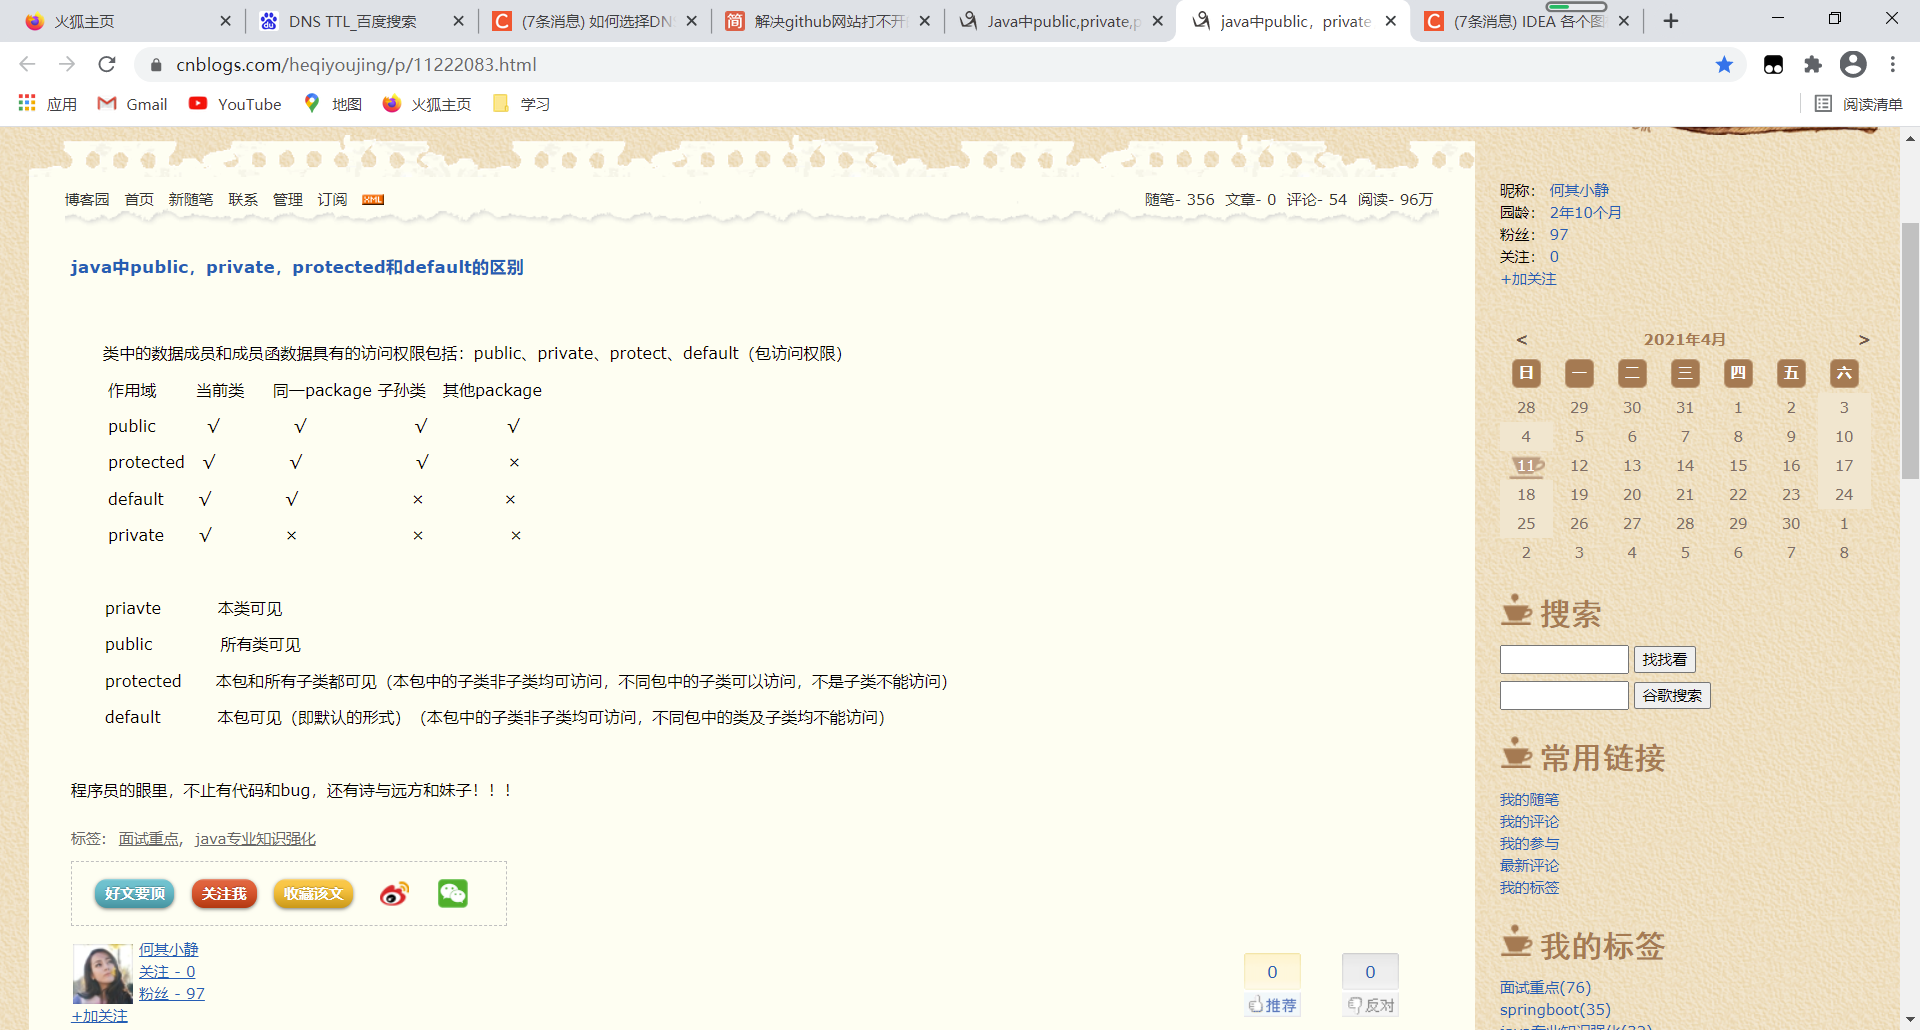 火狐主页
DNS TTL_百度搜索
(7条消息) 如何选择DN
解决github网站打不开
Java中public,private,p
java中public，private
(7条消息) IDEA 各个图
cnblogs.com/heqiyoujing/p/11222083.html
应用 Gmail YouTube 地图 火狐主页 学习 阅读清单
博客园 首页 新随笔 联系 管理 订阅 XML
随笔- 356 文章- 0 评论- 54 阅读- 96万
java中public，private，protected和default的区别
类中的数据成员和成员函数据具有的访问权限包括：public、private、protect、default（包访问权限）
作用域 当前类 同一package 子孙类 其他package
public √ √ √ √
protected √ √ √ ×
default √ √ × ×
private √ × × ×
priavte 本类可见
public 所有类可见
protected 本包和所有子类都可见（本包中的子类非子类均可访问，不同包中的子类可以访问，不是子类不能访问）
default 本包可见（即默认的形式）（本包中的子类非子类均可访问，不同包中的类及子类均不能访问）
程序员的眼里，不止有代码和bug，还有诗与远方和妹子！！！
标签： 面试重点, java专业知识强化
好文要顶 关注我 收藏该文
何其小静
关注 - 0
粉丝 - 97
+加关注
0 0
推荐 反对
昵称： 何其小静
园龄： 2年10个月
粉丝： 97
关注： 0
+加关注
< 2021年4月 >
日 一 二 三 四 五 六
28 29 30 31 1 2 3
4 5 6 7 8 9 10
11 12 13 14 15 16 17
18 19 20 21 22 23 24
25 26 27 28 29 30 1
2 3 4 5 6 7 8
搜索
找找看
谷歌搜索
常用链接
我的随笔
我的评论
我的参与
最新评论
我的标签
我的标签
面试重点(76)
springboot(35)
java专业知识强化(32)